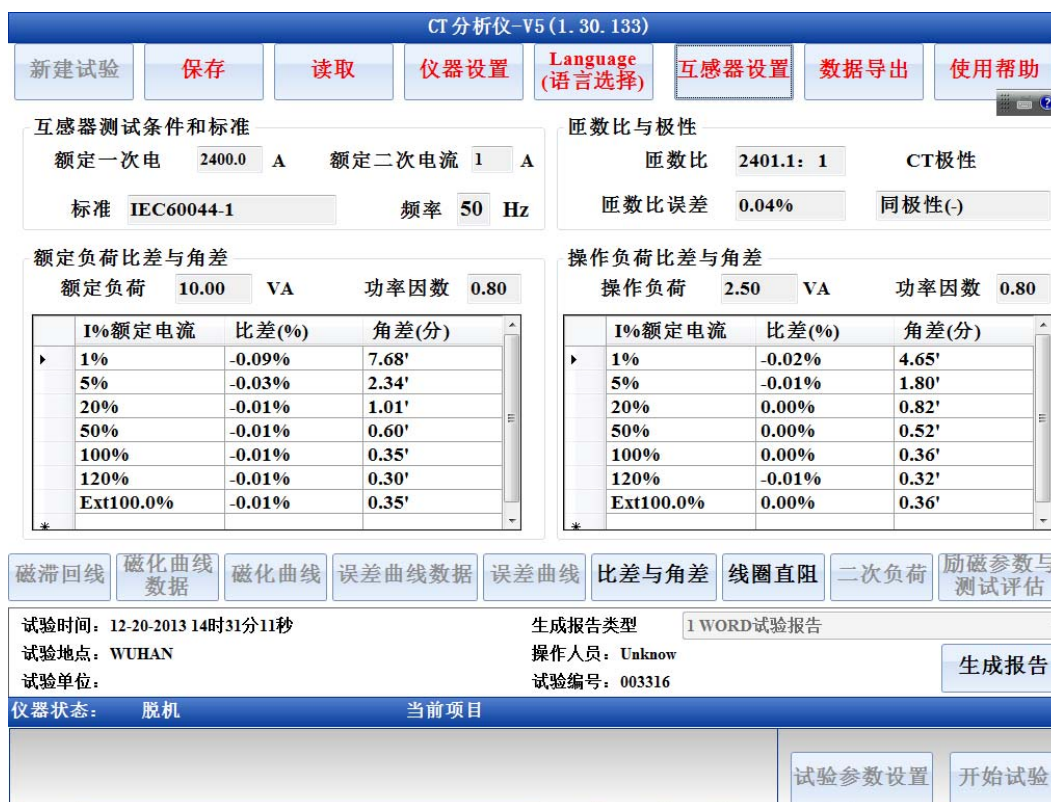 CT分析仪-V5(1.30.133)
新建试验 保存 读取 仪器设置 Language (语言选择) 互感器设置 数据导出 使用帮助
互感器测试条件和标准
额定一次电 2400.0 A 额定二次电流 1 A
标准 IEC60044-1 频率 50 Hz
匝数比与极性
匝数比 2401.1：1 CT极性
匝数比误差 0.04% 同极性(-)
额定负荷比差与角差
额定负荷 10.00 VA 功率因数 0.80
I%额定电流 比差(%) 角差(分)
1% -0.09% 7.68'
5% -0.03% 2.34'
20% -0.01% 1.01'
50% -0.01% 0.60'
100% -0.01% 0.35'
120% -0.01% 0.30'
Ext100.0% -0.01% 0.35'
操作负荷比差与角差
操作负荷 2.50 VA 功率因数 0.80
I%额定电流 比差(%) 角差(分)
1% -0.02% 4.65'
5% -0.01% 1.80'
20% 0.00% 0.82'
50% 0.00% 0.52'
100% 0.00% 0.36'
120% -0.01% 0.32'
Ext100.0% 0.00% 0.36'
磁滞回线 磁化曲线数据 磁化曲线 误差曲线数据 误差曲线 比差与角差 线圈直阻 二次负荷 励磁参数与测试评估
试验时间：12-20-2013 14时31分11秒 生成报告类型 1 WORD试验报告
试验地点：WUHAN 操作人员：Unknow
试验单位： 试验编号：003316
生成报告
仪器状态： 脱机 当前项目
试验参数设置 开始试验